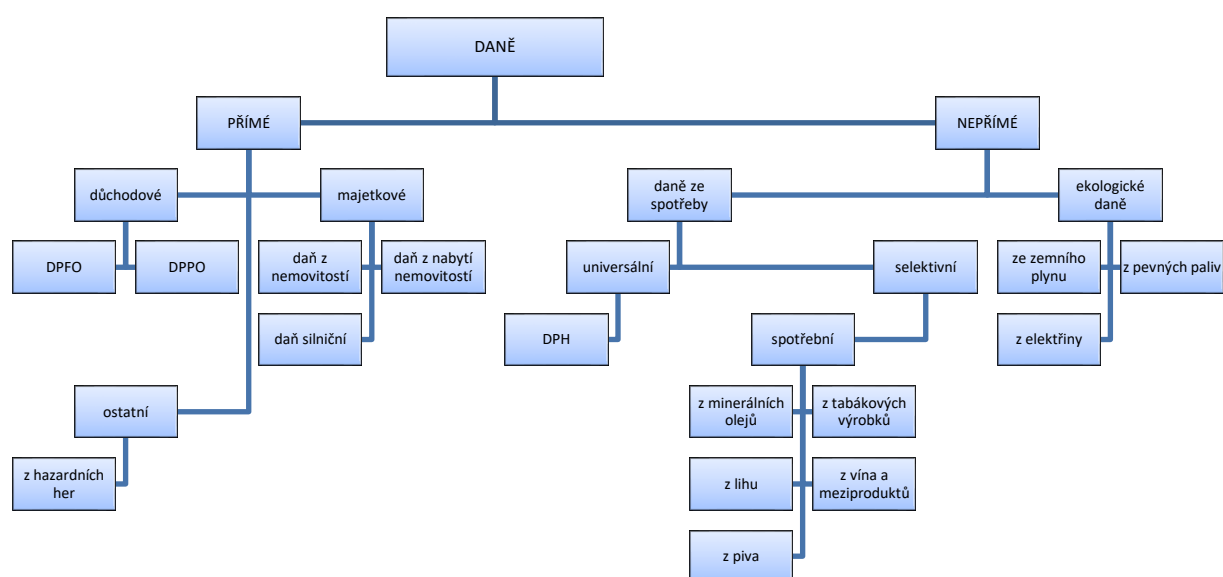 DANĚ
PŘÍMÉ
NEPŘÍMÉ
důchodové
majetkové
daně ze
spotřeby
ekologické
daně
DPFO
DPPO
daň z
nemovitostí
daň z nabytí
nemovitostí
universální
selektivní
ze zemního
plynu
z pevných paliv
daň silniční
DPH
spotřební
z elektřiny
ostatní
z minerálních
olejů
z tabákových
výrobků
z hazardních
her
z lihu
z vína a
meziproduktů
z piva